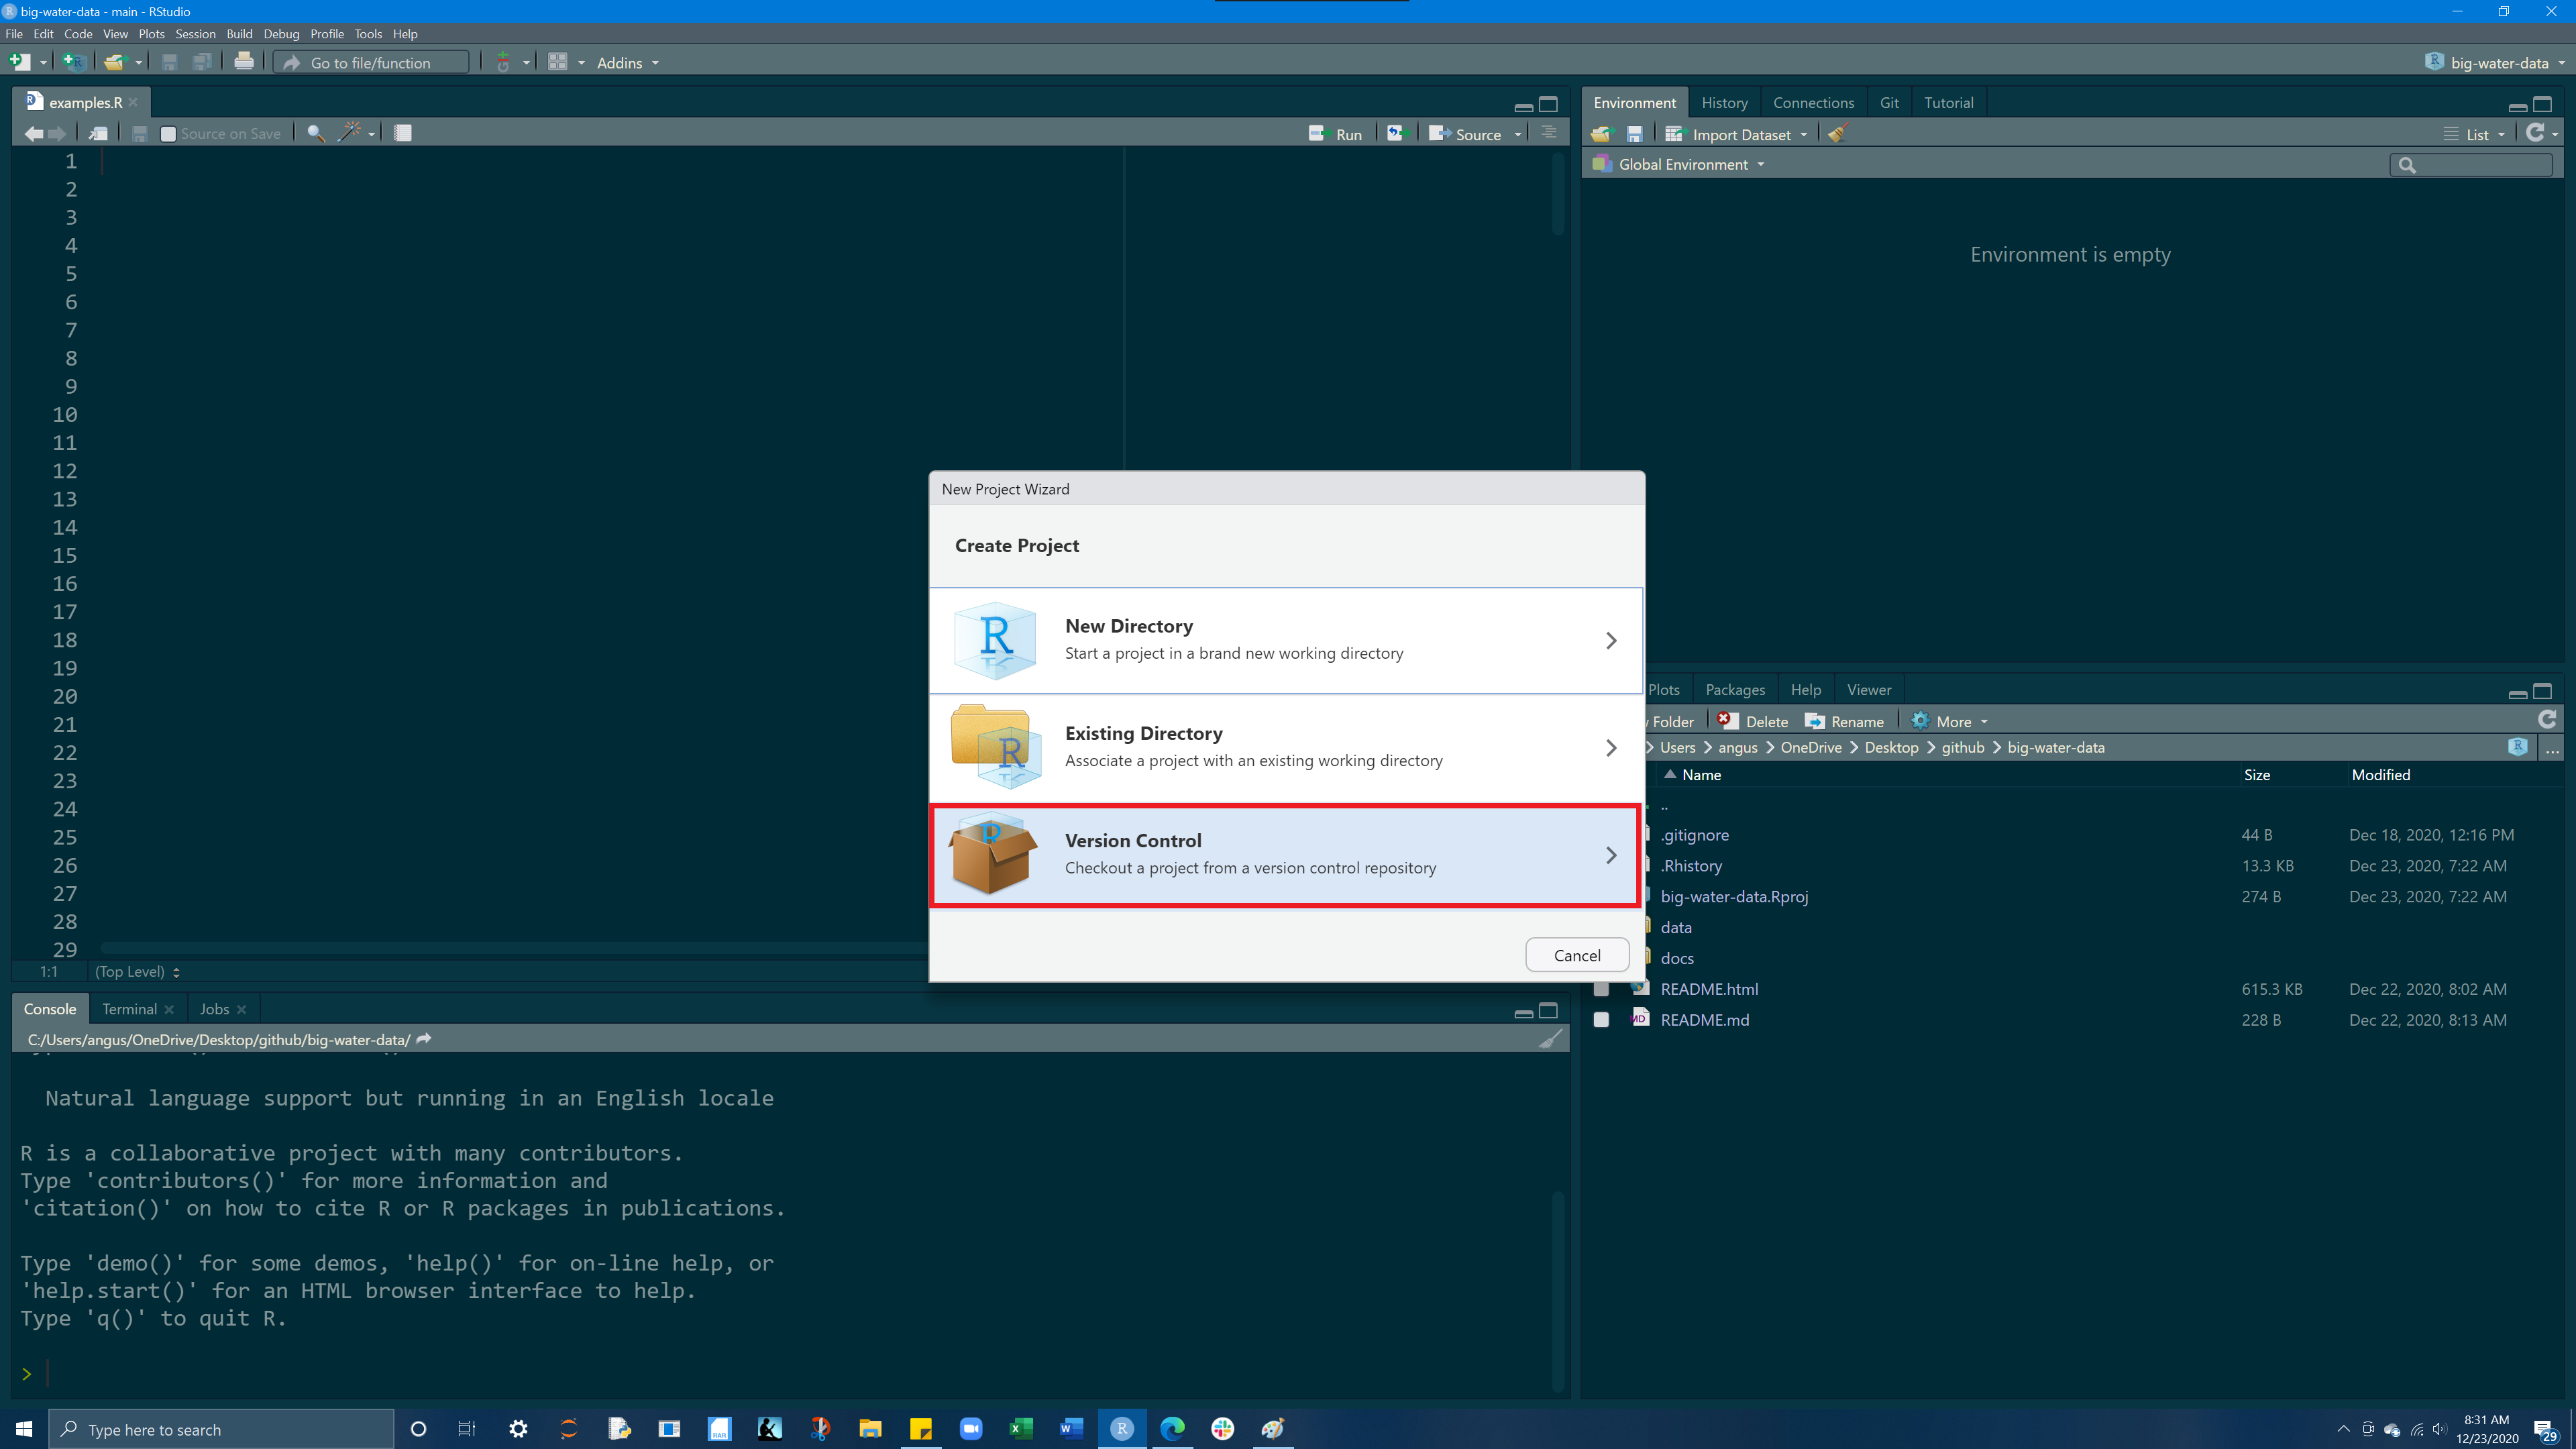 big-water-data - main - RStudio
File Edit Code View Plots Session Build Debug Profile Tools Help
Go to file/function Addins big-water-data
examples.R
Source on Save Run Source
1
2
3
4
5
6
7
8
9
10
11
12
13
14
15
16
17
18
19
20
21
22
23
24
25
26
27
28
29
1:1 (Top Level)
Environment History Connections Git Tutorial
Import Dataset List
Global Environment
Environment is empty
New Project Wizard
Create Project
New Directory
Start a project in a brand new working directory
Existing Directory
Associate a project with an existing working directory
Version Control
Checkout a project from a version control repository
Cancel
Plots Packages Help Viewer
Folder Delete Rename More
Users angus OneDrive Desktop github big-water-data ...
Name Size Modified
..
.gitignore 44 B Dec 18, 2020, 12:16 PM
.Rhistory 13.3 KB Dec 23, 2020, 7:22 AM
big-water-data.Rproj 274 B Dec 23, 2020, 7:22 AM
data
docs
README.html 615.3 KB Dec 22, 2020, 8:02 AM
README.md 228 B Dec 22, 2020, 8:13 AM
Console Terminal Jobs
C:/Users/angus/OneDrive/Desktop/github/big-water-data/
Natural language support but running in an English locale
R is a collaborative project with many contributors.
Type 'contributors()' for more information and
'citation()' on how to cite R or R packages in publications.
Type 'demo()' for some demos, 'help()' for on-line help, or
'help.start()' for an HTML browser interface to help.
Type 'q()' to quit R.
>
Type here to search
8:31 AM
12/23/2020
29